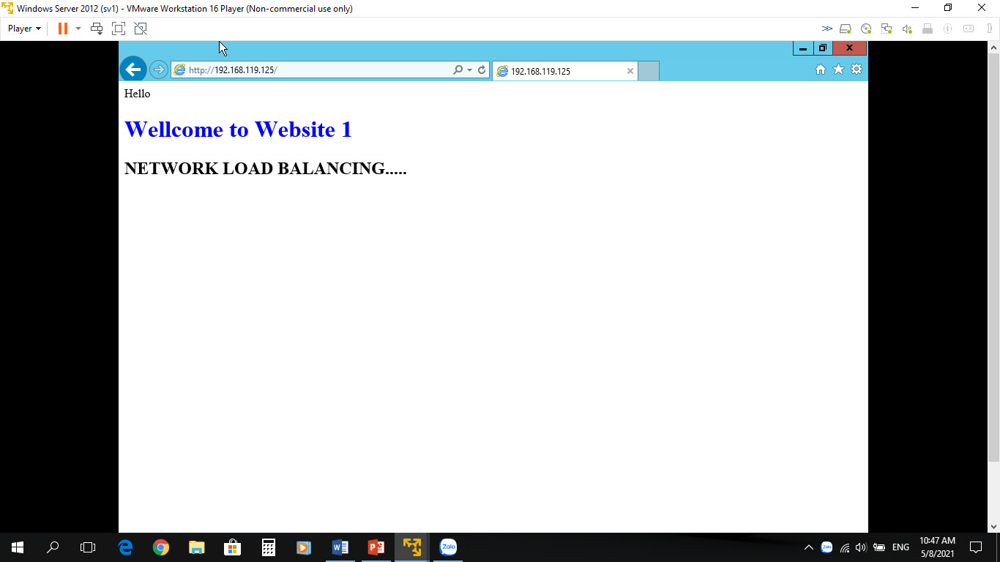 Windows Server 2012 (sv1) - VMware Workstation 16 Player (Non-commercial use only)
Player
http://192.168.119.125/
192.168.119.125
Hello
Wellcome to Website 1
NETWORK LOAD BALANCING.....
Zalo
Zalo
ENG
10:47 AM
5/8/2021